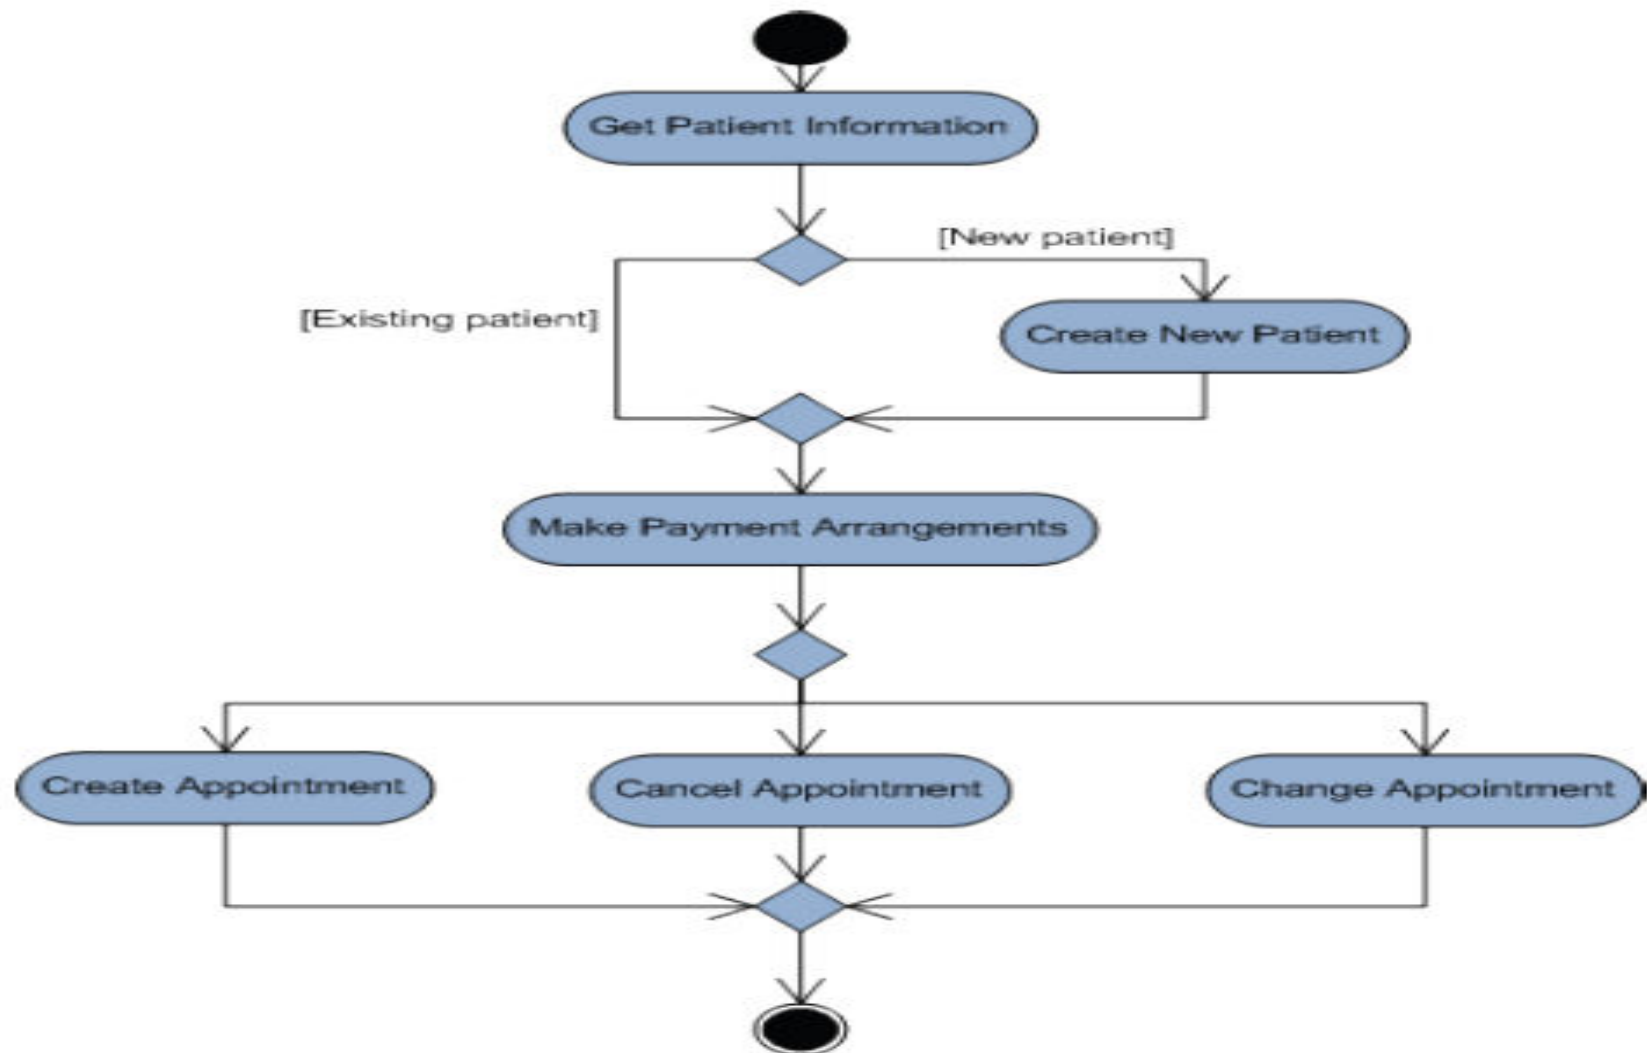 Get Patient Information
[New patient]
[Existing patient]
Create New Patient
Make Payment Arrangements
Create Appointment
Cancel Appointment
Change Appointment